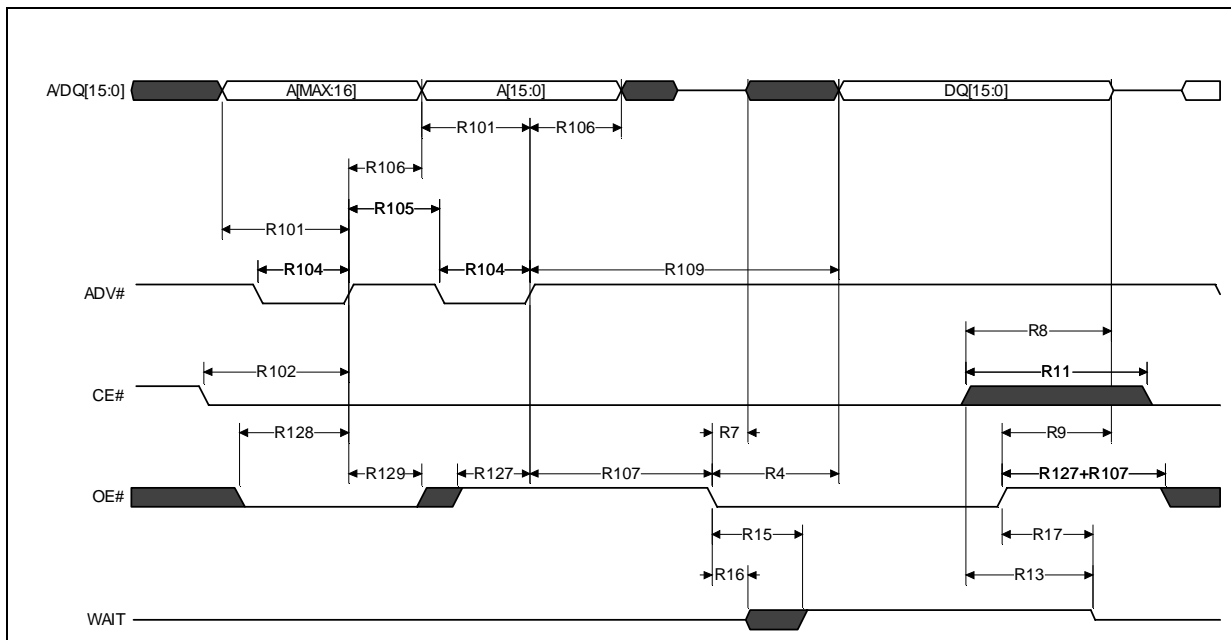 A/DQ[15:0]
A[MAX:16]
A[15:0]
DQ[15:0]
R101
R106
R106
R105
R101
R104
R104
R109
ADV#
R8
R102
R11
CE#
R128
R7
R9
R129
R127
R107
R4
R127+R107
OE#
R15
R17
R16
R13
WAIT